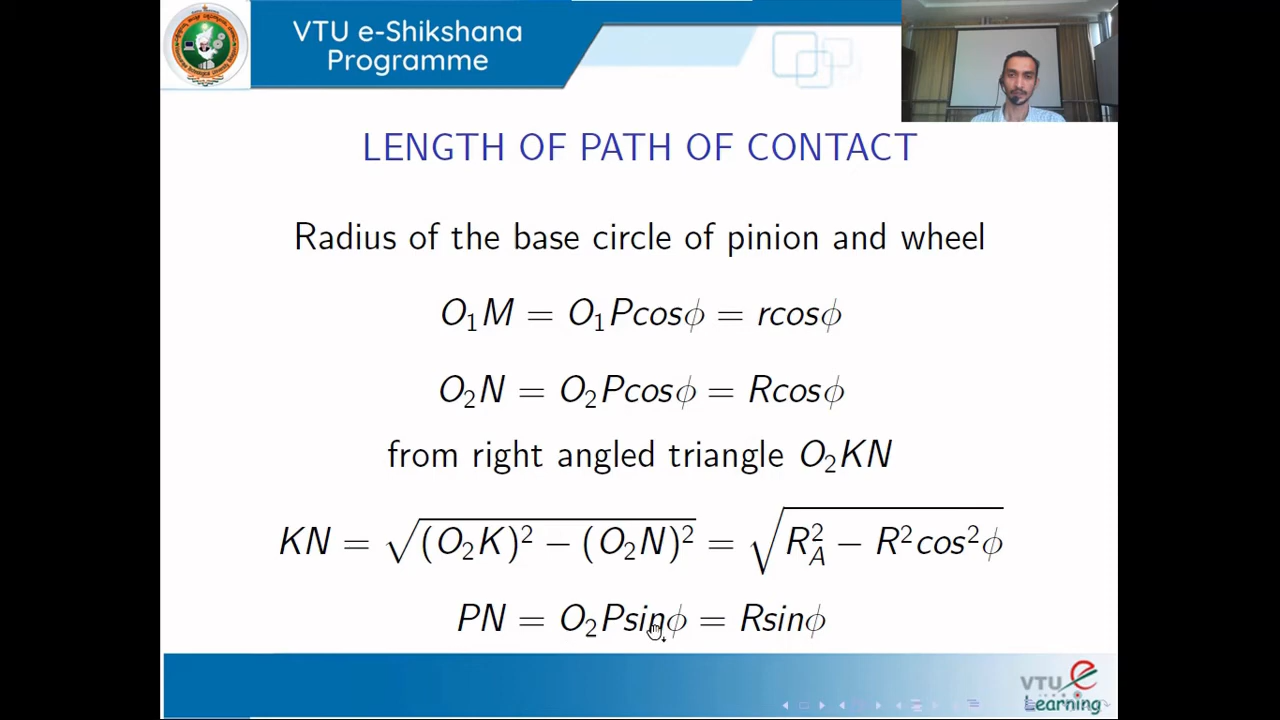 VTU e-Shikshana
Programme
LENGTH OF PATH OF CONTACT
Radius of the base circle of pinion and wheel
O₁M = O₁Pcosϕ = rcosϕ
O₂N = O₂Pcosϕ = Rcosϕ
from right angled triangle O₂KN
KN = √((O₂K)² − (O₂N)²) = √(R_A² − R²cos²ϕ)
PN = O₂Psinϕ = Rsinϕ
VTU e
Learning